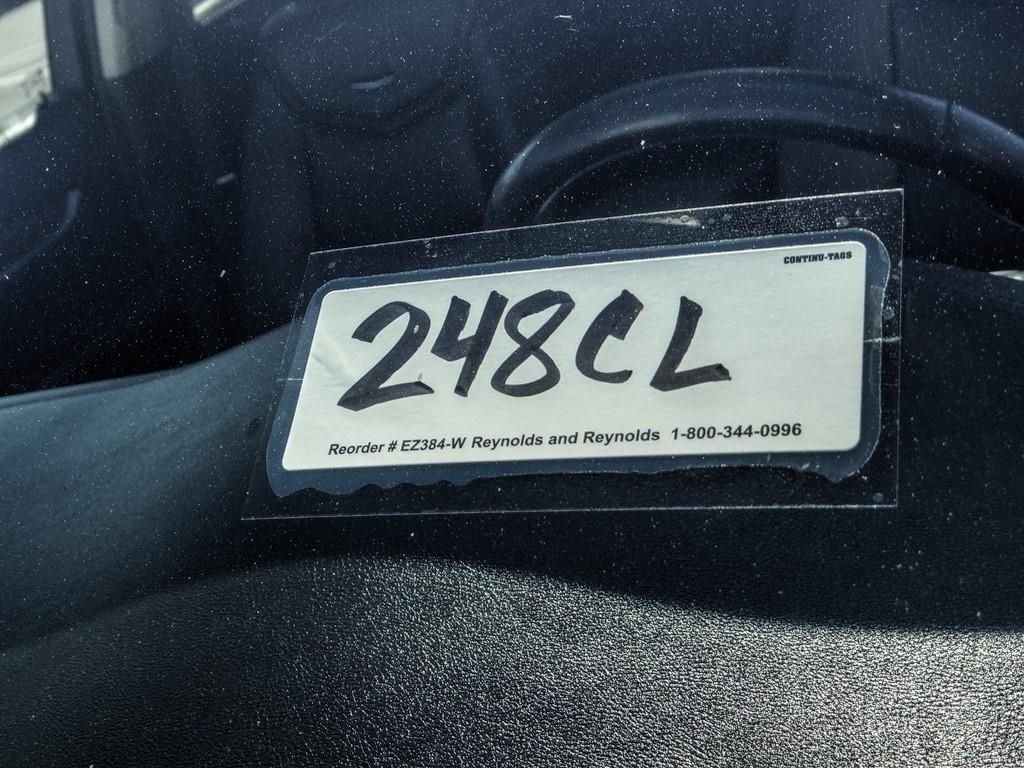 CONTINU-TAGS
248CL
Reorder # EZ384-W Reynolds and Reynolds 1-800-344-0996